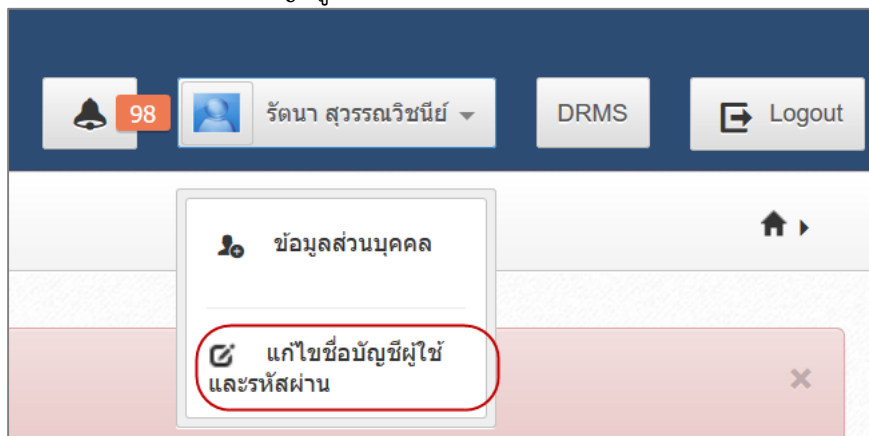 98
รัตนา สุวรรณวิชนีย์
DRMS
Logout
ข้อมูลส่วนบุคคล
แก้ไขชื่อบัญชีผู้ใช้
และรหัสผ่าน